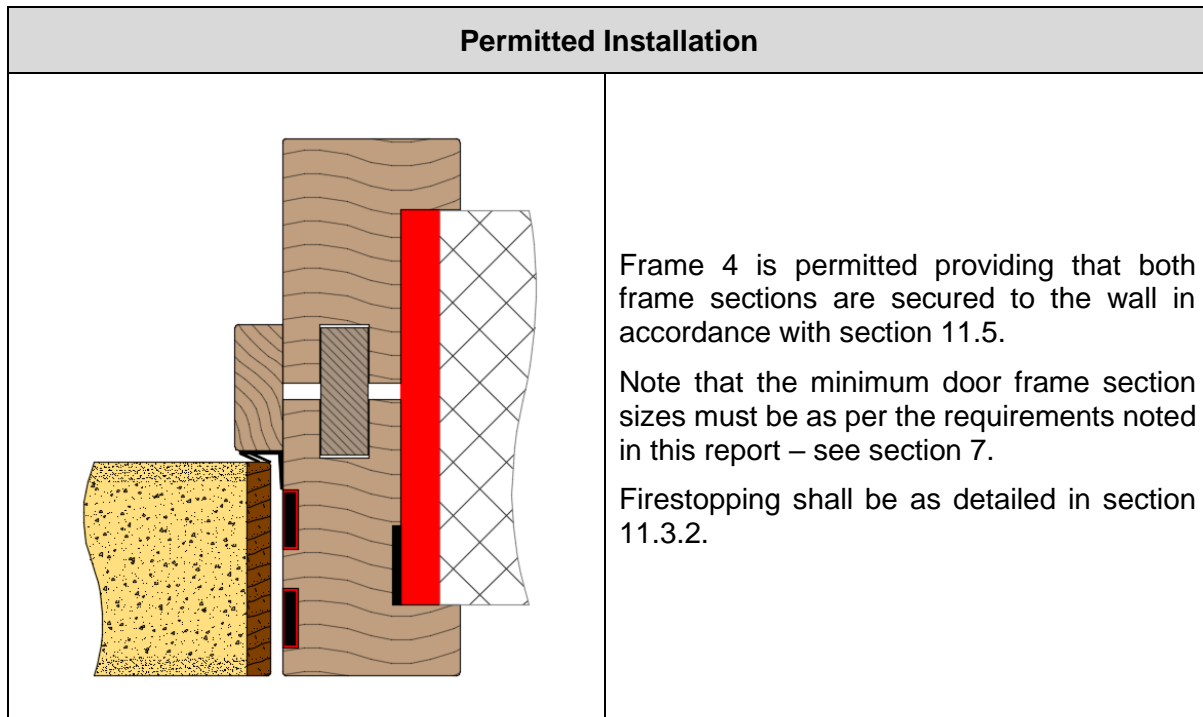 Permitted Installation
Frame 4 is permitted providing that both
frame sections are secured to the wall in
accordance with section 11.5.
Note that the minimum door frame section
sizes must be as per the requirements noted
in this report – see section 7.
Firestopping shall be as detailed in section
11.3.2.